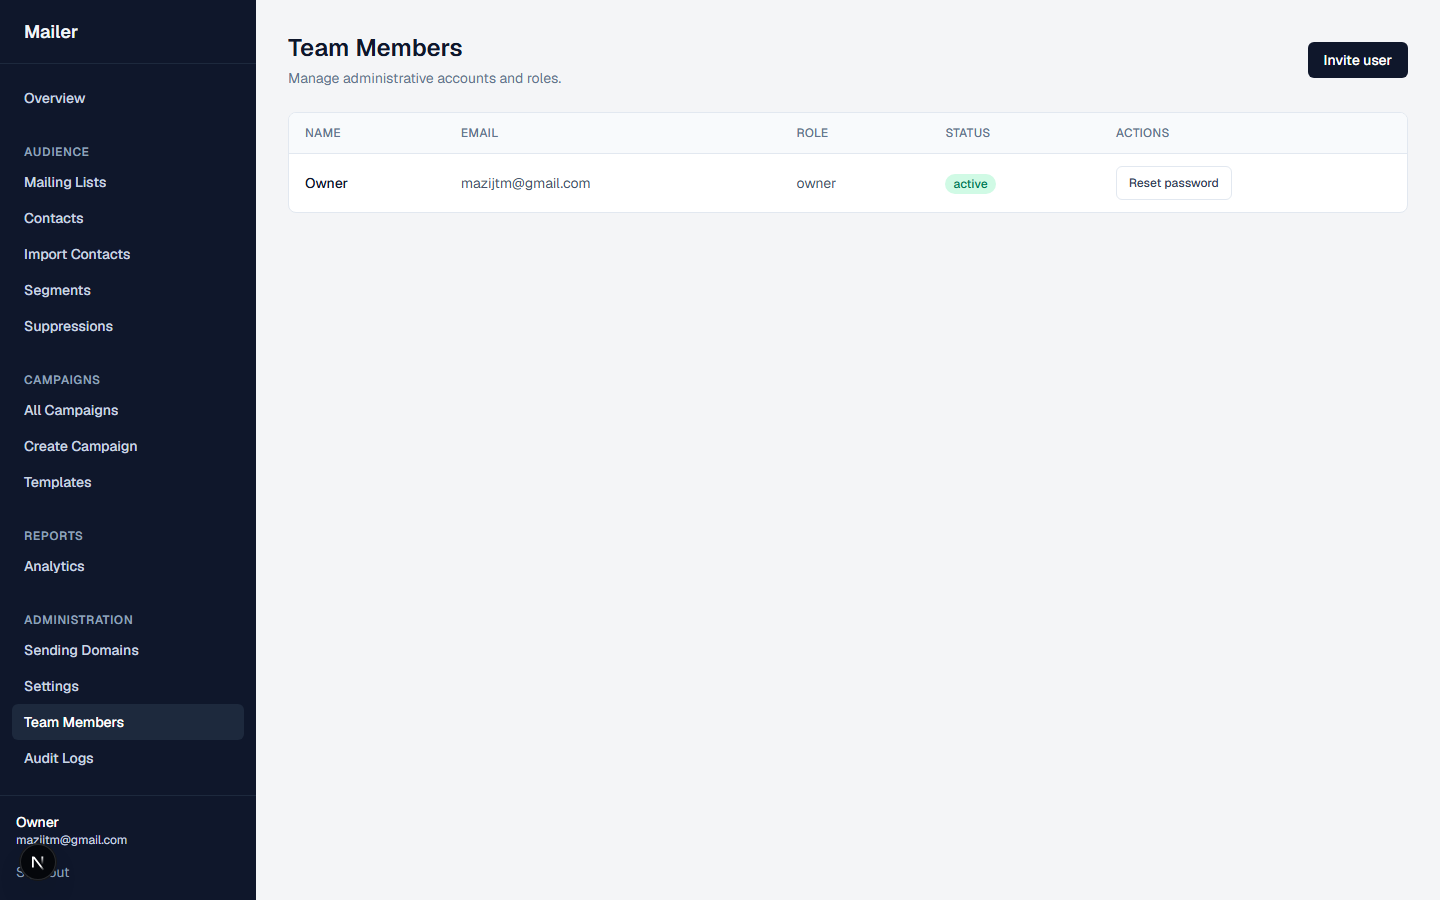 Mailer
Overview
AUDIENCE
Mailing Lists
Contacts
Import Contacts
Segments
Suppressions
CAMPAIGNS
All Campaigns
Create Campaign
Templates
REPORTS
Analytics
ADMINISTRATION
Sending Domains
Settings
Team Members
Audit Logs
Owner
mazijtm@gmail.com
N
Team Members
Manage administrative accounts and roles.
Invite user
NAME EMAIL ROLE STATUS ACTIONS
Owner mazijtm@gmail.com owner active Reset password